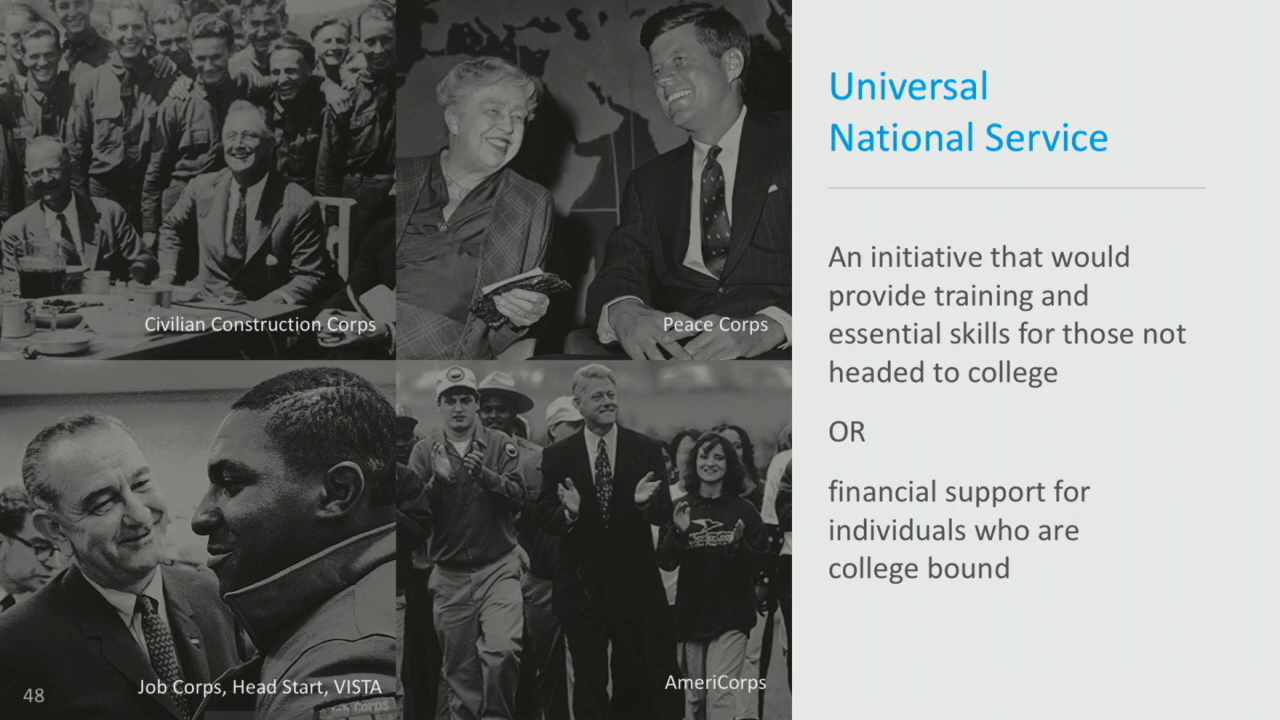 Universal
National Service
An initiative that would
provide training and
essential skills for those not
headed to college
OR
financial support for
individuals who are
college bound
Civilian Construction Corps
Peace Corps
Job Corps, Head Start, VISTA
AmeriCorps
48